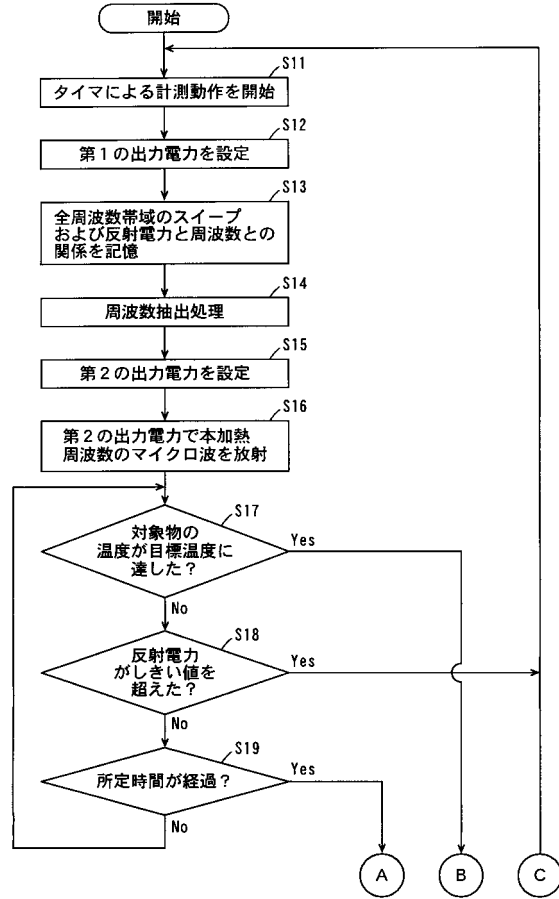 開始
S11
タイマによる計測動作を開始
S12
第1の出力電力を設定
S13
全周波数帯域のスイープ
および反射電力と周波数との
関係を記憶
S14
周波数抽出処理
S15
第2の出力電力を設定
S16
第2の出力電力で本加熱
周波数のマイクロ波を放射
S17
対象物の
温度が目標温度に
達した?
Yes
No
S18
反射電力
がしきい値を
超えた?
Yes
No
S19
所定時間が経過?
Yes
No
A
B
C